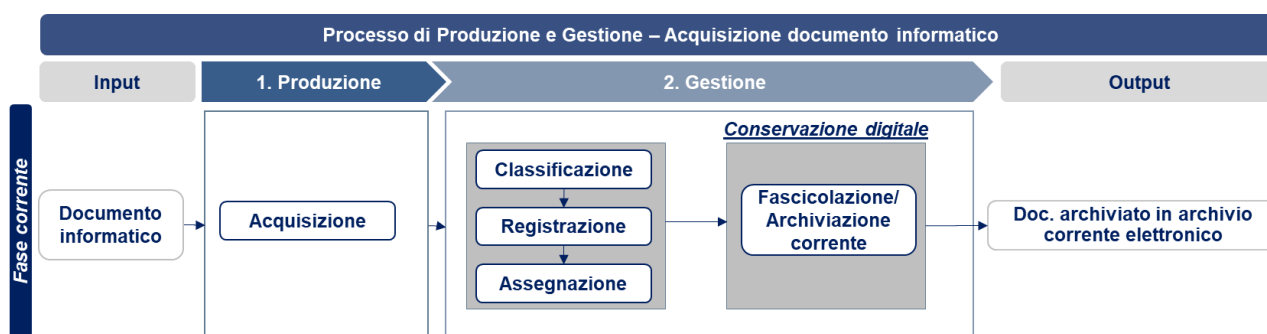 Processo di Produzione e Gestione – Acquisizione documento informatico
Input
1. Produzione
2. Gestione
Output
Fase corrente
Documento
informatico
Acquisizione
Classificazione
Registrazione
Assegnazione
Conservazione digitale
Fascicolazione/
Archiviazione
corrente
Doc. archiviato in archivio
corrente elettronico